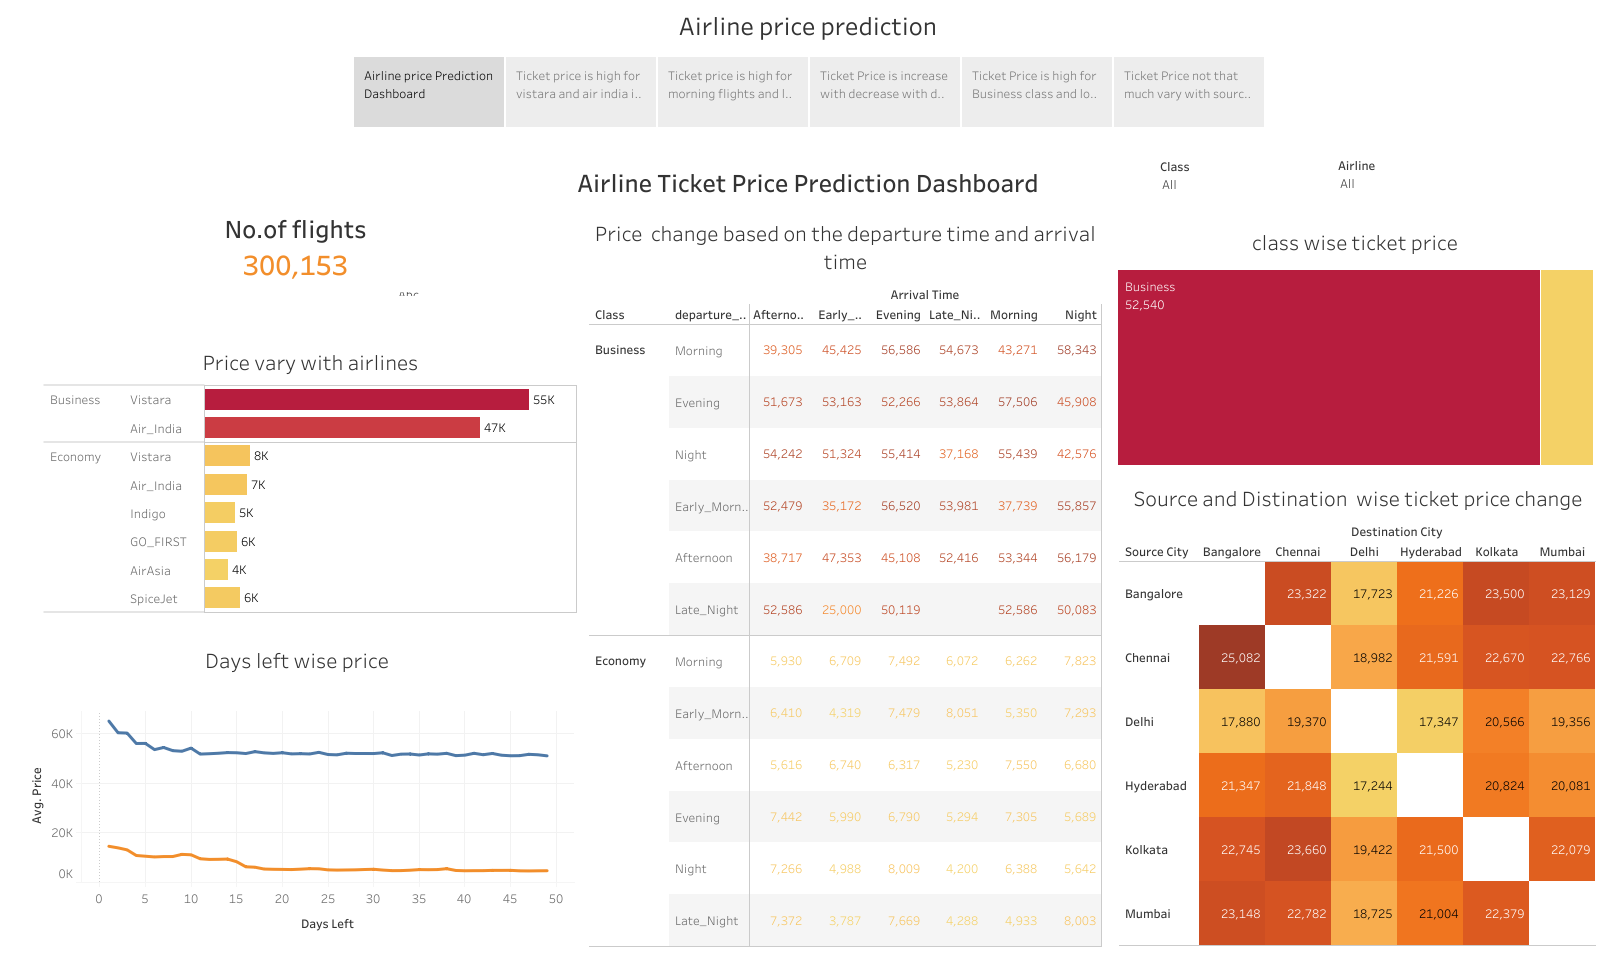 Airline price prediction
Airline price Prediction Dashboard
Ticket price is high for vistara and air india i..
Ticket price is high for morning flights and l..
Ticket Price is increase with decrease with d..
Ticket Price is high for Business class and lo..
Ticket Price not that much vary with sourc..
Airline Ticket Price Prediction Dashboard
Class
All
Airline
All
No.of flights
300,153
Price vary with airlines
Business Vistara 55K
Air_India 47K
Economy Vistara 8K
Air_India 7K
Indigo 5K
GO_FIRST 6K
AirAsia 4K
SpiceJet 6K
Days left wise price
Avg. Price
60K
40K
20K
0K
0 5 10 15 20 25 30 35 40 45 50
Days Left
Price change based on the departure time and arrival
time
Arrival Time
Class departure_.. Afterno.. Early_.. Evening Late_Ni.. Morning Night
Business Morning 39,305 45,425 56,586 54,673 43,271 58,343
Evening 51,673 53,163 52,266 53,864 57,506 45,908
Night 54,242 51,324 55,414 37,168 55,439 42,576
Early_Morn.. 52,479 35,172 56,520 53,981 37,739 55,857
Afternoon 38,717 47,353 45,108 52,416 53,344 56,179
Late_Night 52,586 25,000 50,119 52,586 50,083
Economy Morning 5,930 6,709 7,492 6,072 6,262 7,823
Early_Morn.. 6,410 4,319 7,479 8,051 5,350 7,293
Afternoon 5,616 6,740 6,317 5,230 7,550 6,680
Evening 7,442 5,990 6,790 5,294 7,305 5,689
Night 7,266 4,988 8,009 4,200 6,388 5,642
Late_Night 7,372 3,787 7,669 4,288 4,933 8,003
class wise ticket price
Business
52,540
Source and Distination wise ticket price change
Destination City
Source City Bangalore Chennai Delhi Hyderabad Kolkata Mumbai
Bangalore 23,322 17,723 21,226 23,500 23,129
Chennai 25,082 18,982 21,591 22,670 22,766
Delhi 17,880 19,370 17,347 20,566 19,356
Hyderabad 21,347 21,848 17,244 20,824 20,081
Kolkata 22,745 23,660 19,422 21,500 22,079
Mumbai 23,148 22,782 18,725 21,004 22,379